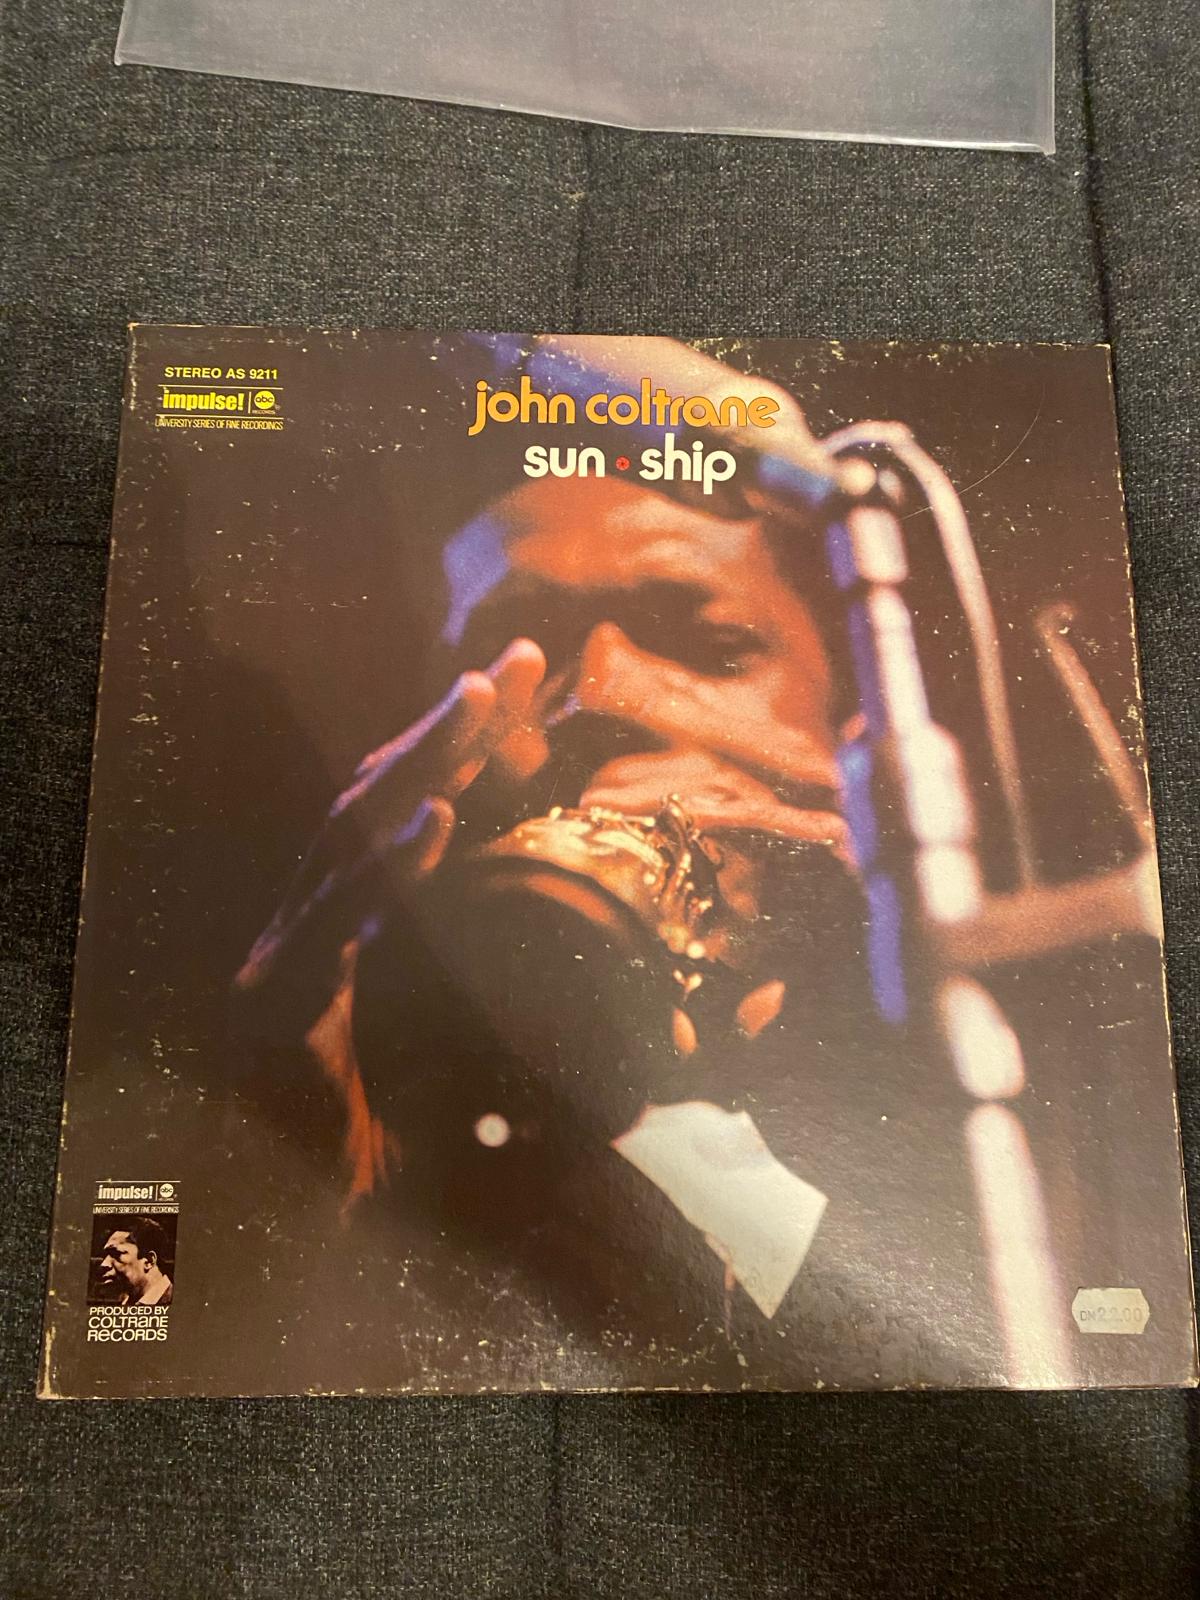 STEREO AS 9211
impulse! abc RECORDS
UNIVERSITY SERIES OF FINE RECORDINGS
john coltrane
sun • ship
impulse! abc RECORDS
UNIVERSITY SERIES OF FINE RECORDINGS
PRODUCED BY
COLTRANE
RECORDS
DM 22.00